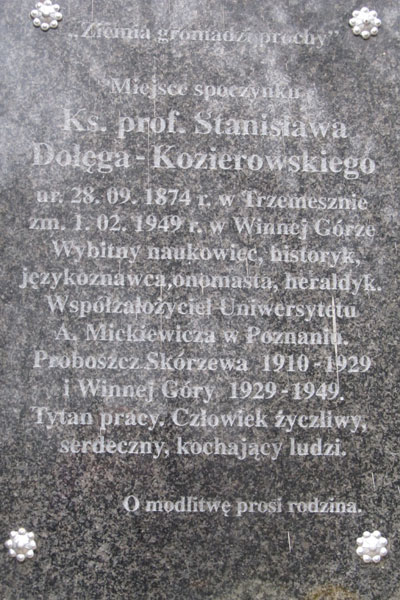 „Ziemia gromadzi prochy”
Miejsce spoczynku
Ks. prof. Stanisława
Dołęga-Kozierowskiego
ur. 28. 09. 1874 r. w Trzemesznie
zm. 1. 02. 1949 r. w Winnej Górze
Wybitny naukowiec, historyk,
językoznawca,onomasta, heraldyk.
Współzałożyciel Uniwersytetu
A. Mickiewicza w Poznaniu.
Proboszcz Skórzewa 1910-1929
i Winnej Góry 1929-1949.
Tytan pracy. Człowiek życzliwy,
serdeczny, kochający ludzi.
O modlitwę prosi rodzina.